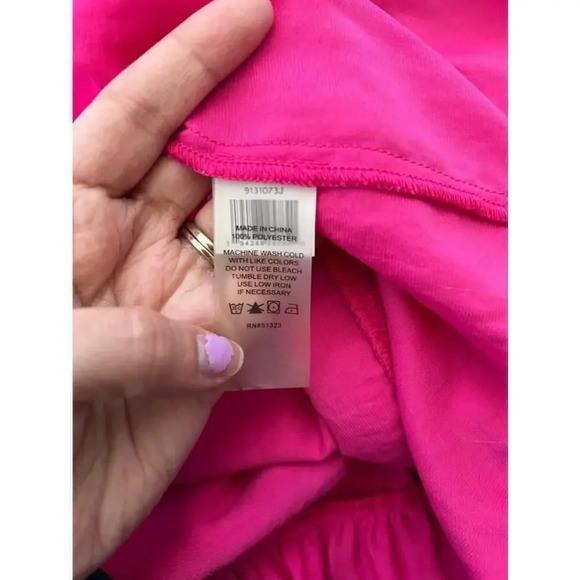 9131073J
MADE IN CHINA
100% POLYESTER
MACHINE WASH COLD
WITH LIKE COLORS
DO NOT USE BLEACH
TUMBLE DRY LOW
USE LOW IRON
IF NECESSARY
RN#51323